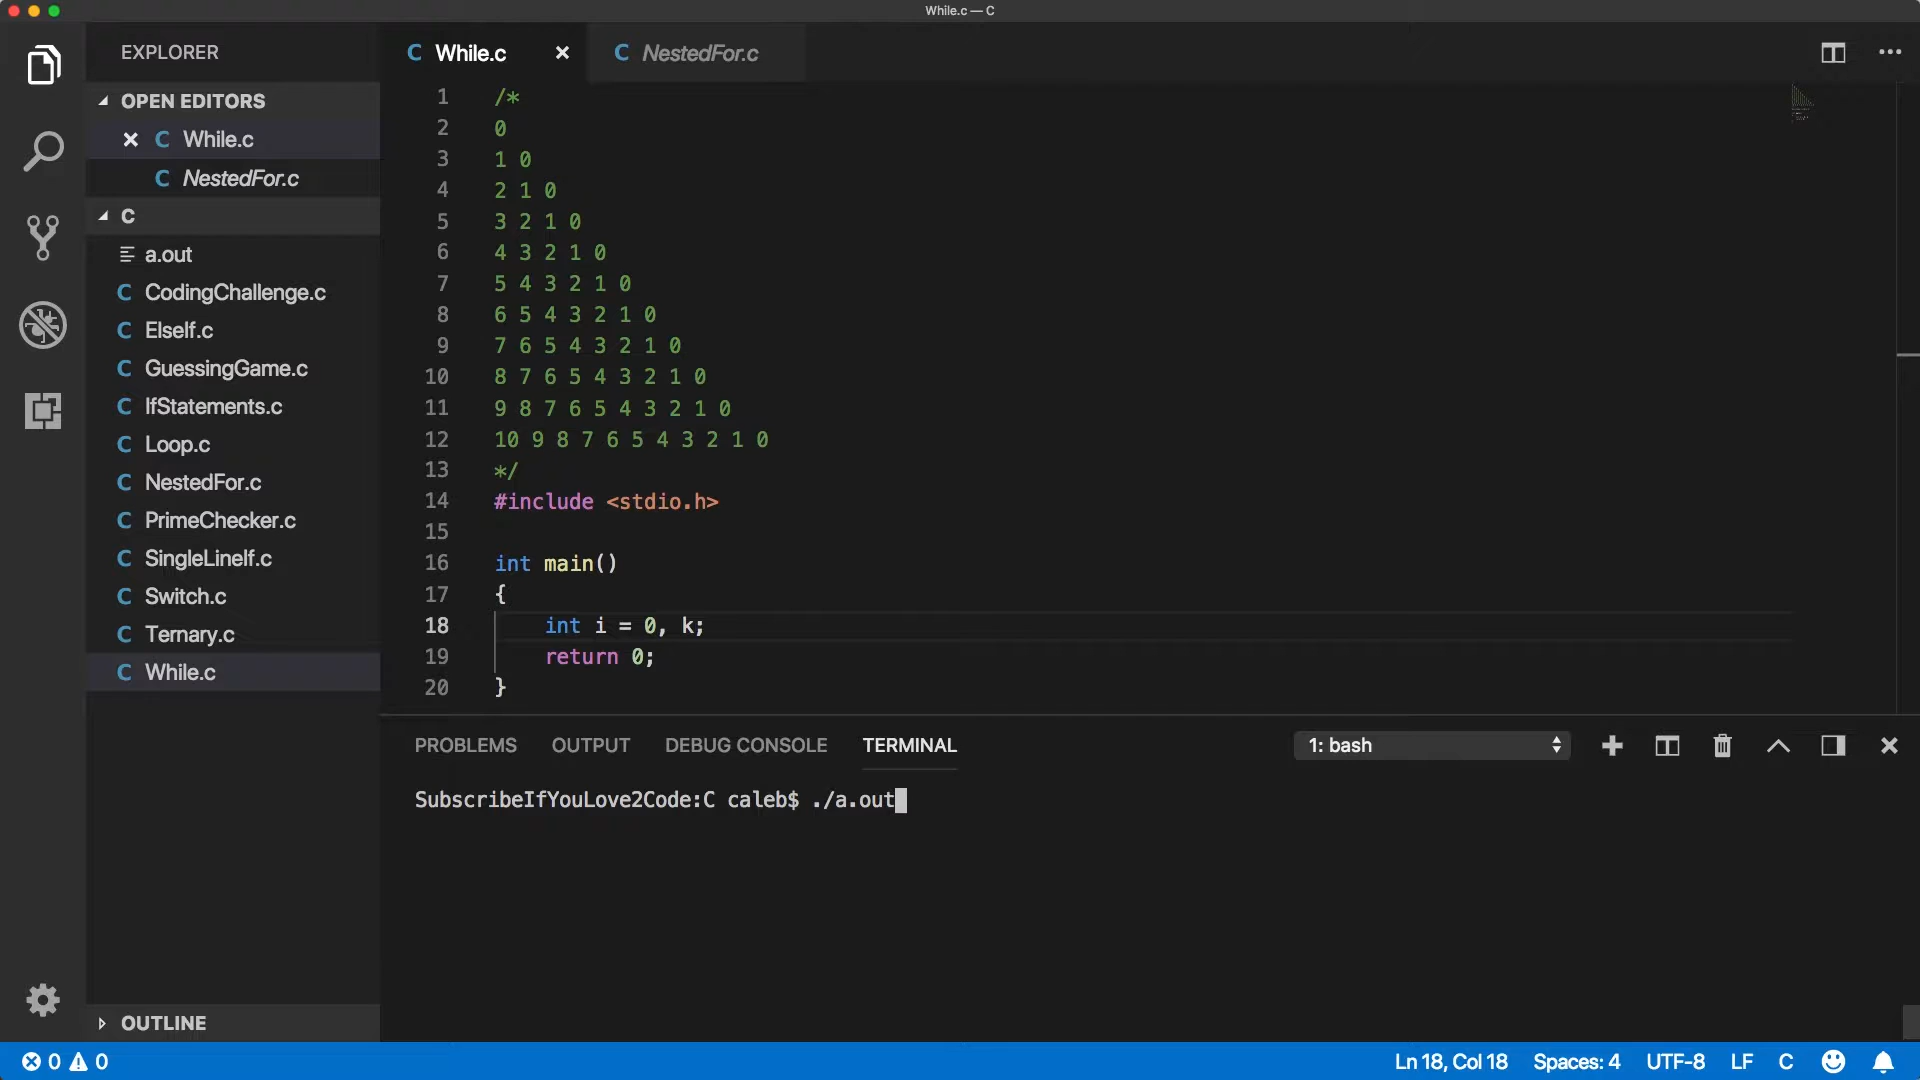 While.c — C
EXPLORER
OPEN EDITORS
C While.c
C NestedFor.c
C
a.out
C CodingChallenge.c
C ElseIf.c
C GuessingGame.c
C IfStatements.c
C Loop.c
C NestedFor.c
C PrimeChecker.c
C SingleLineIf.c
C Switch.c
C Ternary.c
C While.c
OUTLINE
C While.c
C NestedFor.c
1 /*
2 0
3 1 0
4 2 1 0
5 3 2 1 0
6 4 3 2 1 0
7 5 4 3 2 1 0
8 6 5 4 3 2 1 0
9 7 6 5 4 3 2 1 0
10 8 7 6 5 4 3 2 1 0
11 9 8 7 6 5 4 3 2 1 0
12 10 9 8 7 6 5 4 3 2 1 0
13 */
14 #include <stdio.h>
15
16 int main()
17 {
18 int i = 0, k;
19 return 0;
20 }
PROBLEMS OUTPUT DEBUG CONSOLE TERMINAL 1: bash
SubscribeIfYouLove2Code:C caleb$ ./a.out
0 0 Ln 18, Col 18 Spaces: 4 UTF-8 LF C